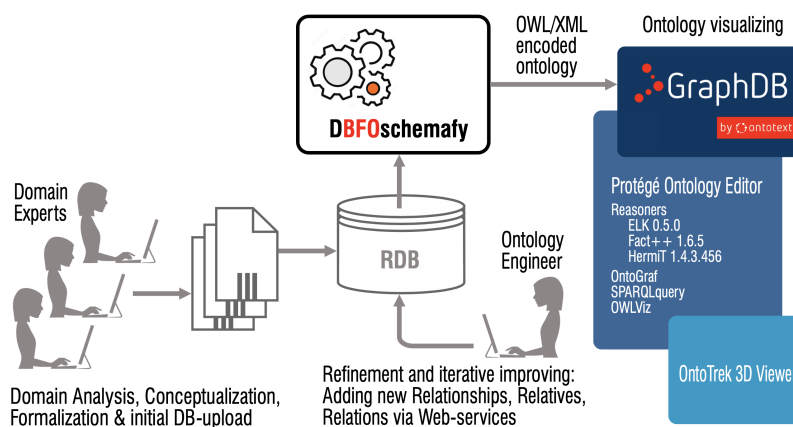 OWL/XML
encoded
ontology
Ontology visualizing
DBFOschemafy
GraphDB
by ontotext
Domain
Experts
RDB
Ontology
Engineer
Protégé Ontology Editor
Reasoners
ELK 0.5.0
Fact++ 1.6.5
HermiT 1.4.3.456
OntoGraf
SPARQLquery
OWLViz
OntoTrek 3D Viewe
Domain Analysis, Conceptualization,
Formalization & initial DB-upload
Refinement and iterative improving:
Adding new Relationships, Relatives,
Relations via Web-services